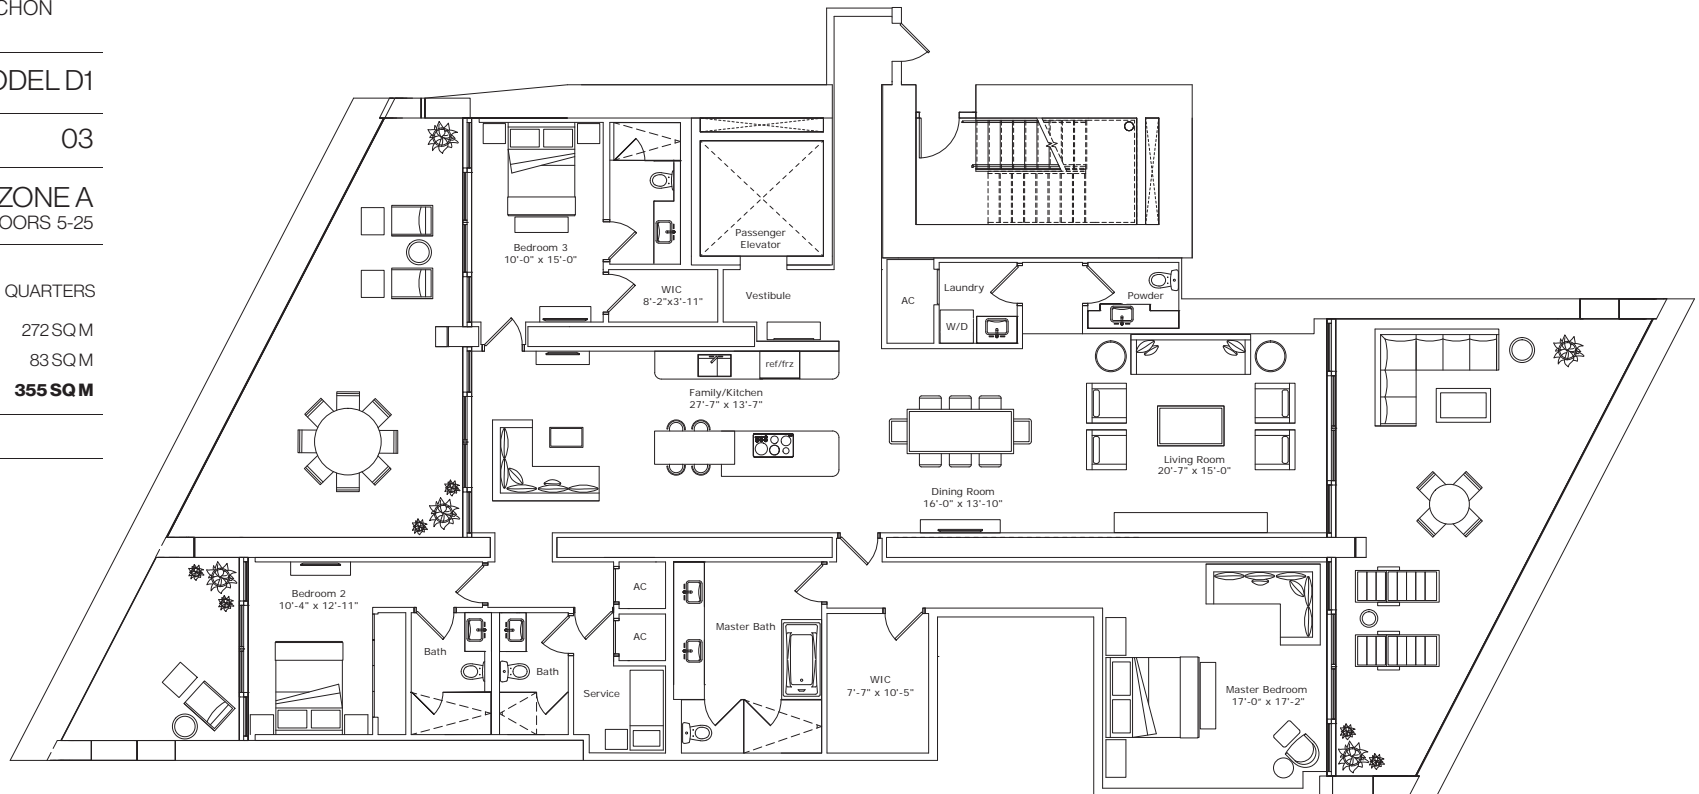 CHON
ODEL D1
03
ZONE A
OORS 5-25
QUARTERS
272 SQ M
83 SQ M
355 SQ M
Bedroom 3
10'-0" x 15'-0"
Passenger
Elevator
WIC
8'-2"x3'-11"
Vestibule
AC
Laundry
W/D
Powder
ref/frz
Family/Kitchen
27'-7" x 13'-7"
Living Room
20'-7" x 15'-0"
Dining Room
16'-0" x 13'-10"
Bedroom 2
10'-4" x 12'-11"
Bath
Bath
AC
AC
Service
Master Bath
WIC
7'-7" x 10'-5"
Master Bedroom
17'-0" x 17'-2"